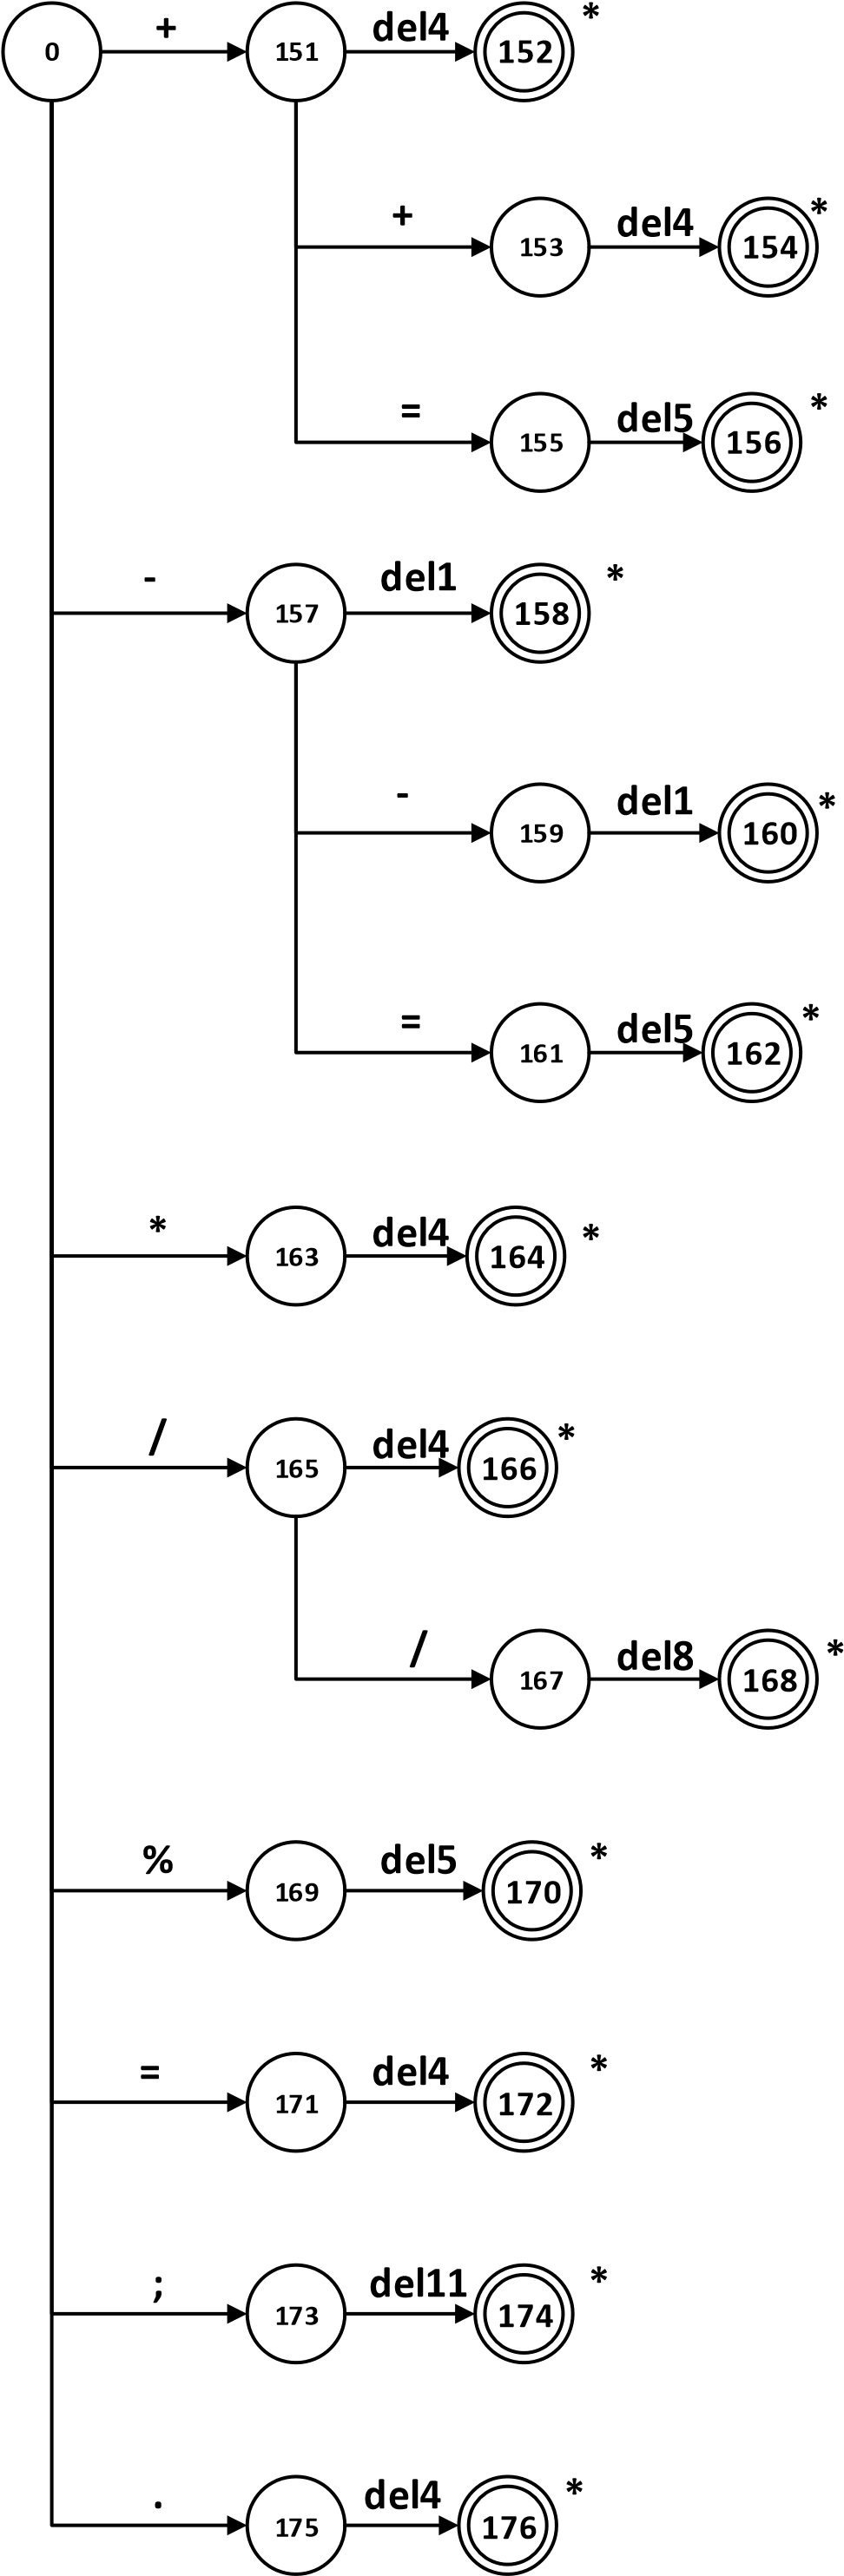 0 + 151 del4 152 *
+ 153 del4 154 *
= 155 del5 156 *
- 157 del1 158 *
- 159 del1 160 *
= 161 del5 162 *
* 163 del4 164 *
/ 165 del4 166 *
/ 167 del8 168 *
% 169 del5 170 *
= 171 del4 172 *
; 173 del11 174 *
. 175 del4 176 *